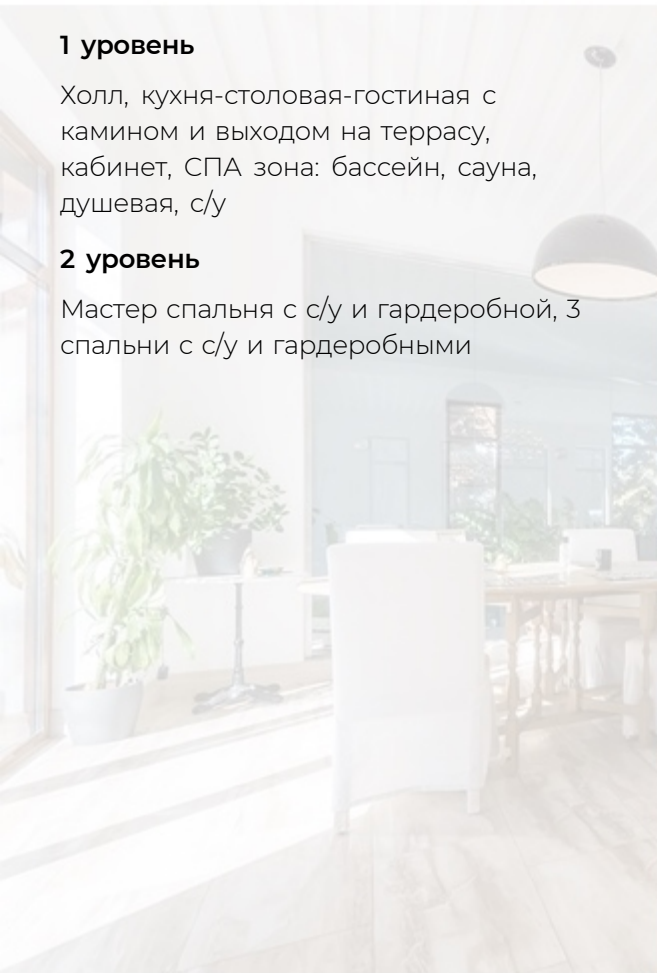 1 уровень
Холл, кухня-столовая-гостиная с
камином и выходом на террасу,
кабинет, СПА зона: бассейн, сауна,
душевая, с/у
2 уровень
Мастер спальня с с/у и гардеробной, 3
спальни с с/у и гардеробными